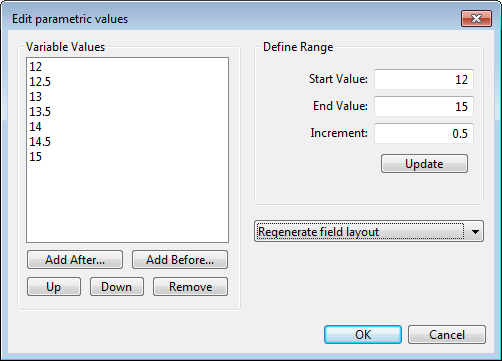 Edit parametric values
Variable Values
12
12.5
13
13.5
14
14.5
15
Add After...
Add Before...
Up
Down
Remove
Define Range
Start Value:
12
End Value:
15
Increment:
0.5
Update
Regenerate field layout
OK
Cancel